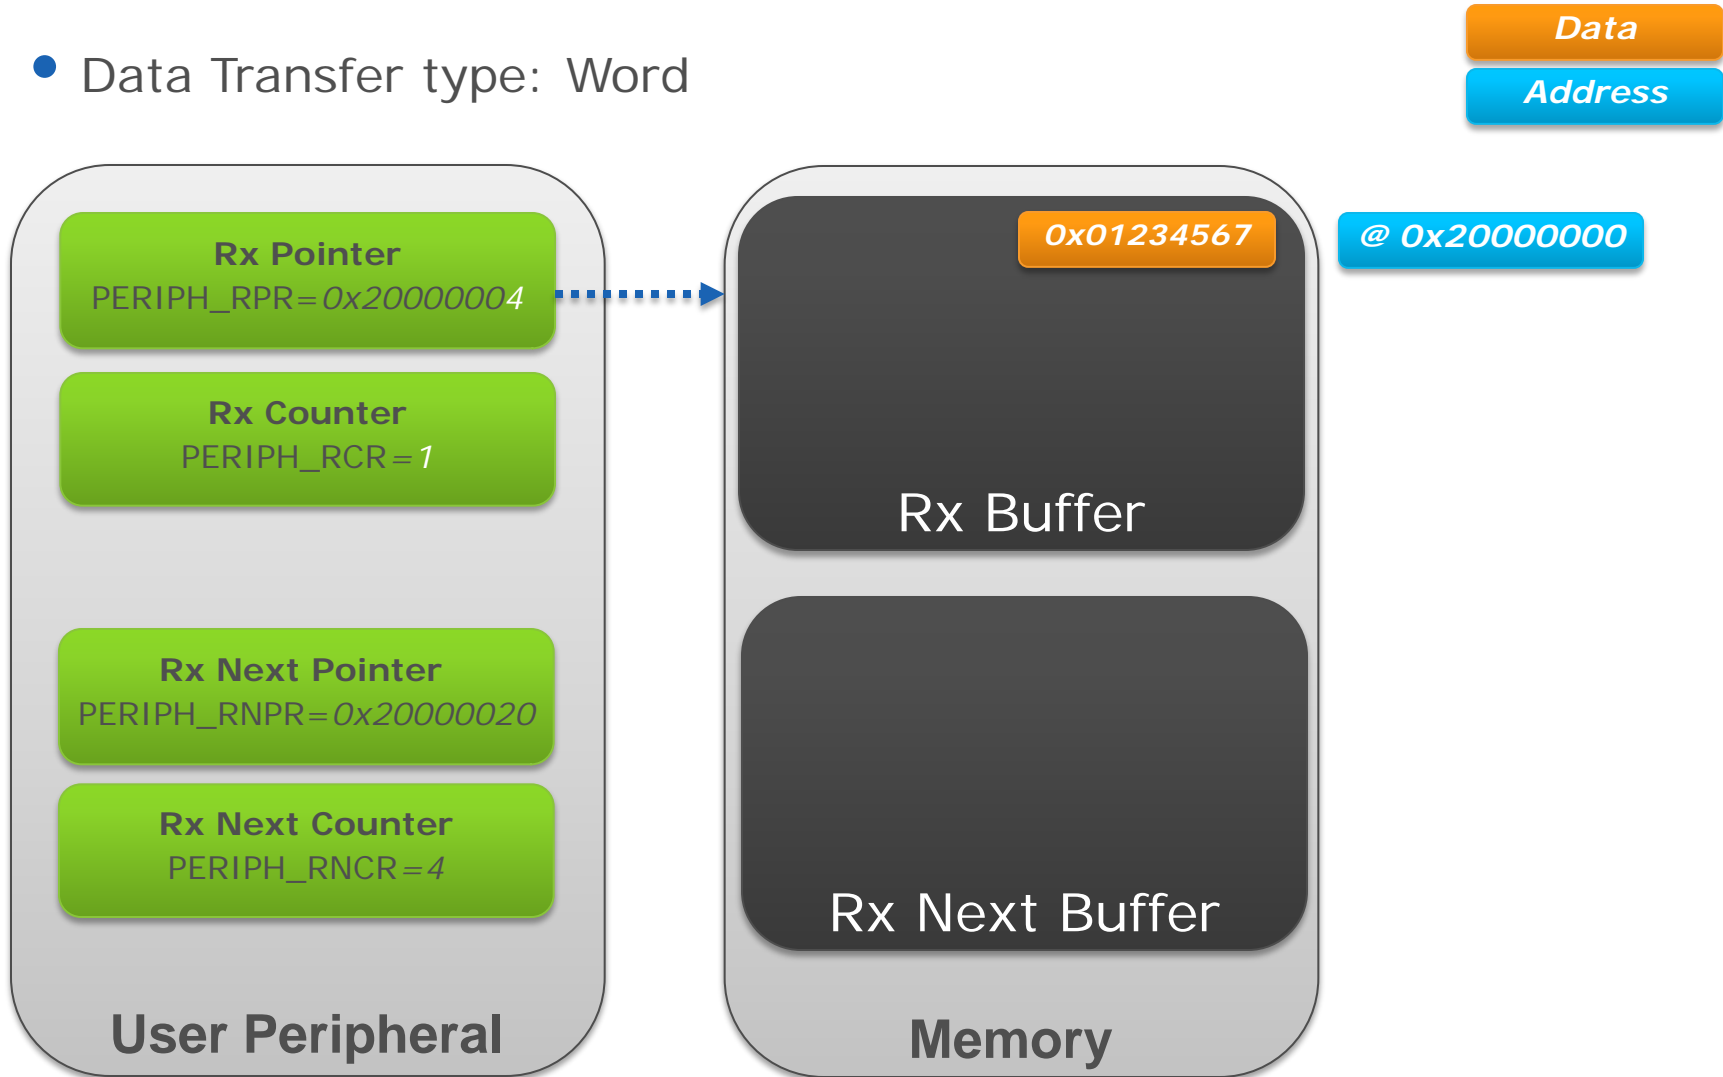 Data
• Data Transfer type: Word
Address
Rx Pointer
PERIPH_RPR=0x20000004
0x01234567
@ 0x20000000
Rx Counter
PERIPH_RCR=1
Rx Buffer
Rx Next Pointer
PERIPH_RNPR=0x20000020
Rx Next Counter
PERIPH_RNCR=4
Rx Next Buffer
User Peripheral
Memory